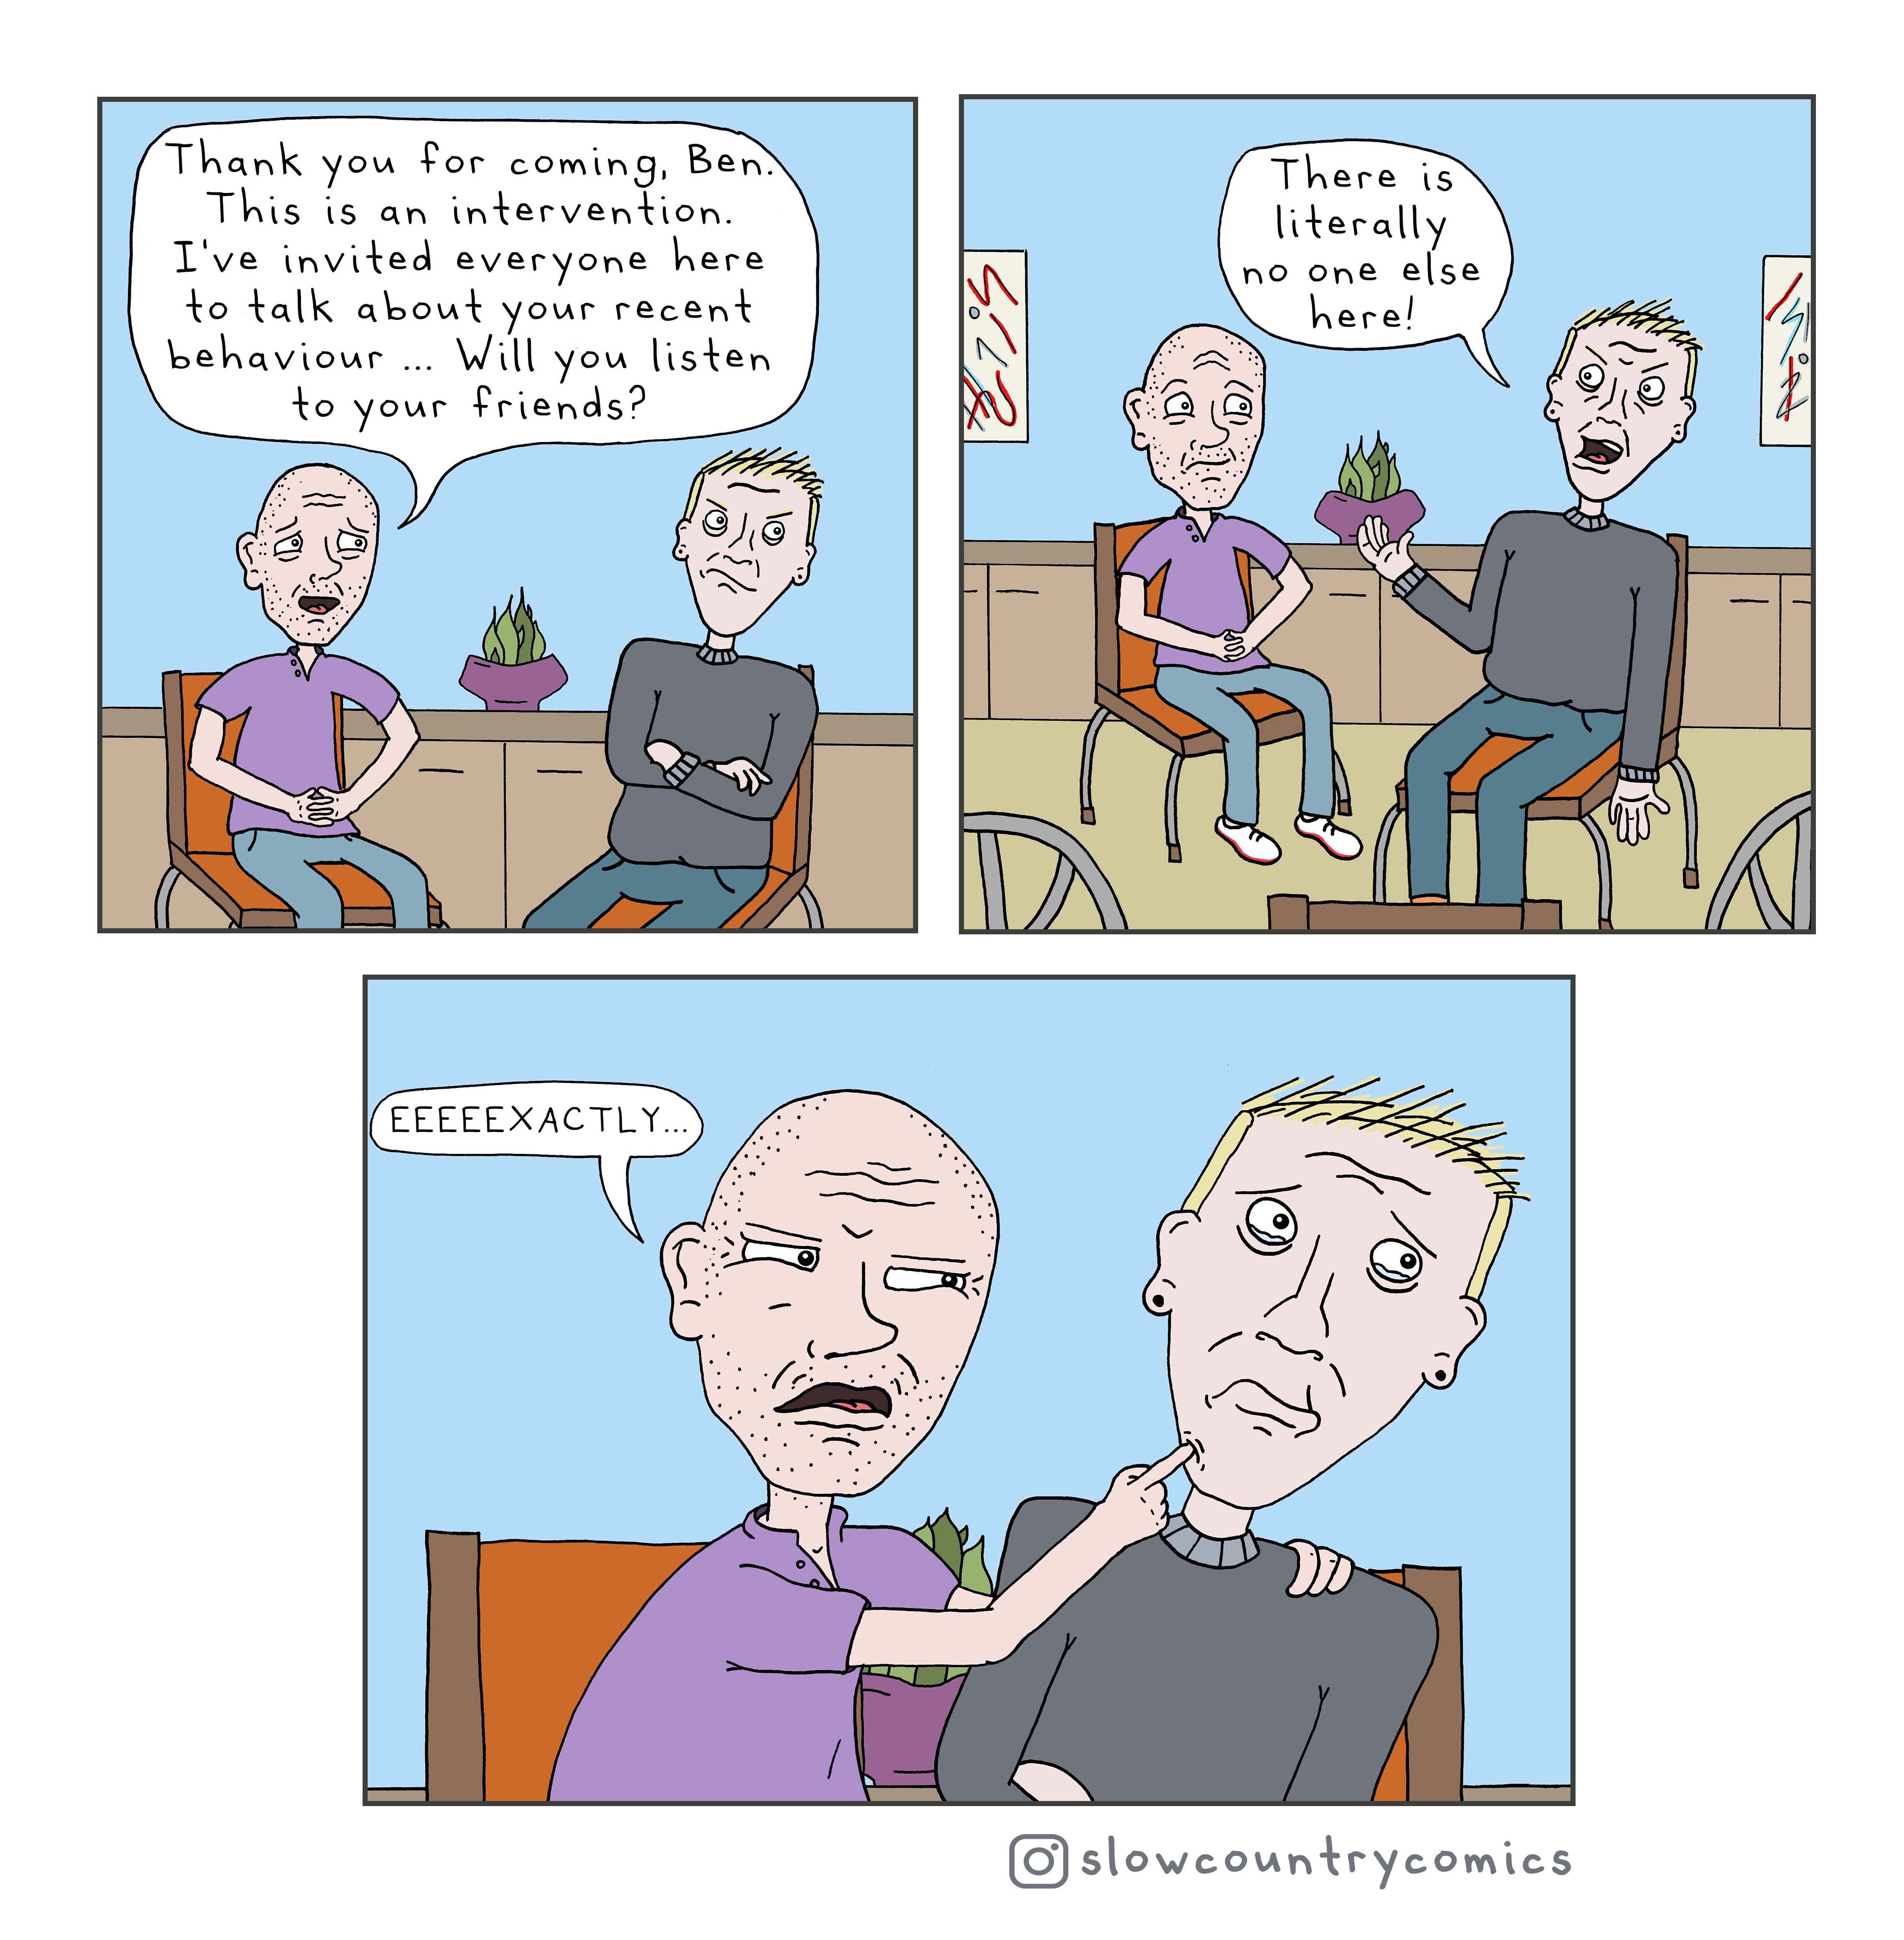 Thank you for coming, Ben.
This is an intervention.
I've invited everyone here
to talk about your recent
behaviour ... Will you listen
to your friends?
There is
literally
no one else
here!
EEEEEXACTLY...
slowcountrycomics